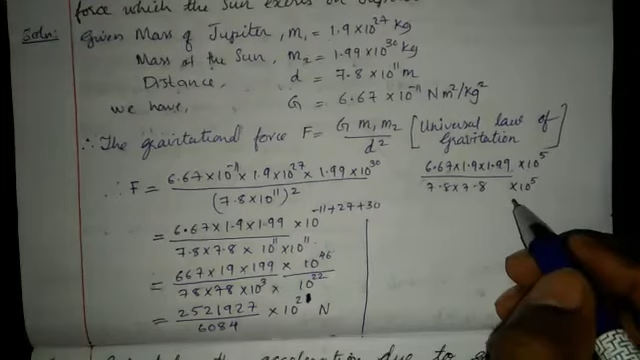 force which the Sun exerts on
Soln: Given Mass of Jupiter, m₁ = 1.9×10²⁷ kg
Mass of the Sun, m₂ = 1.99×10³⁰ kg
Distance, d = 7.8 × 10¹¹ m
we have, G = 6.67 × 10⁻¹¹ N m²/kg²
∴ The gravitational force F = G m₁ m₂ / d² [Universal law of Gravitation]
∴ F = 6.67×10⁻¹¹ × 1.9×10²⁷ × 1.99×10³⁰ / (7.8 × 10¹¹)²
6.67×1.9×1.99 ×10⁵ / 7.8×7.8 ×10⁵
= 6.67×1.9×1.99 ×10⁻¹¹⁺²⁷⁺³⁰ / 7.8×7.8 10¹¹×10¹¹
= 667×19×199 × 10⁴⁶ / 78×78×10³ × 10²²
= 2521927 / 6084 × 10²¹ N
the acceleration due to